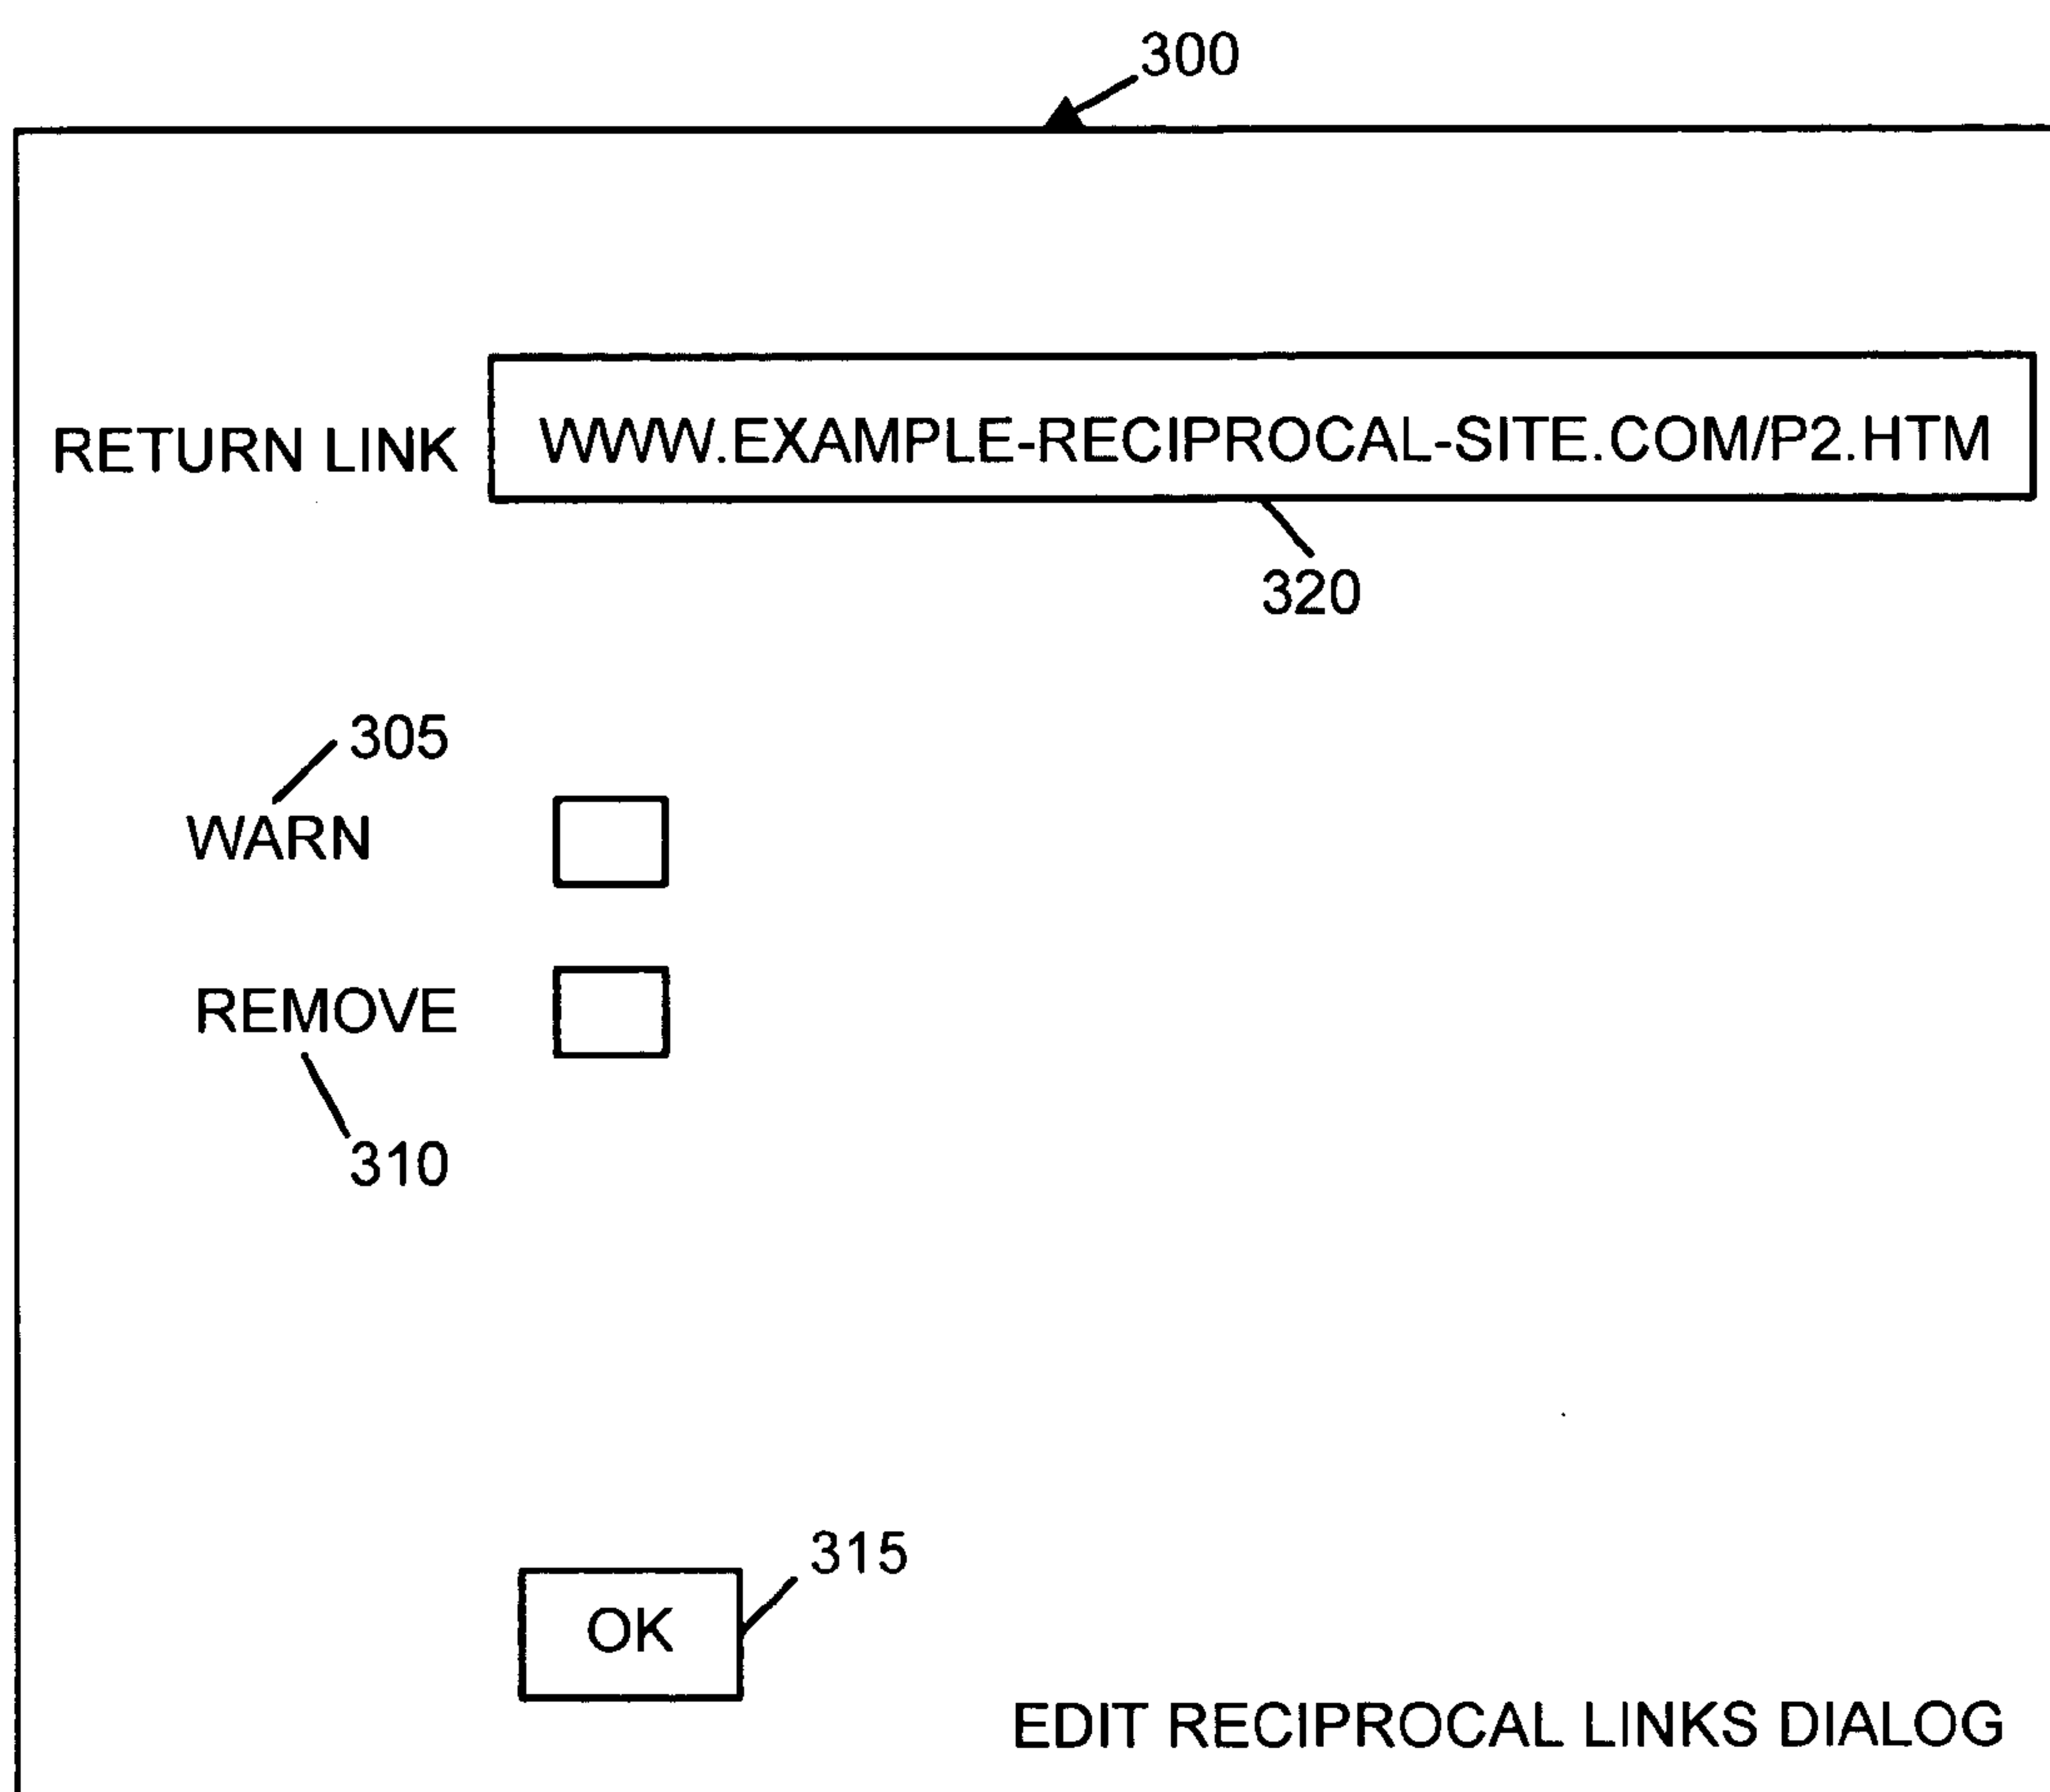 300
RETURN LINK WWW.EXAMPLE-RECIPROCAL-SITE.COM/P2.HTM
320
305
WARN
REMOVE
310
315
OK
EDIT RECIPROCAL LINKS DIALOG